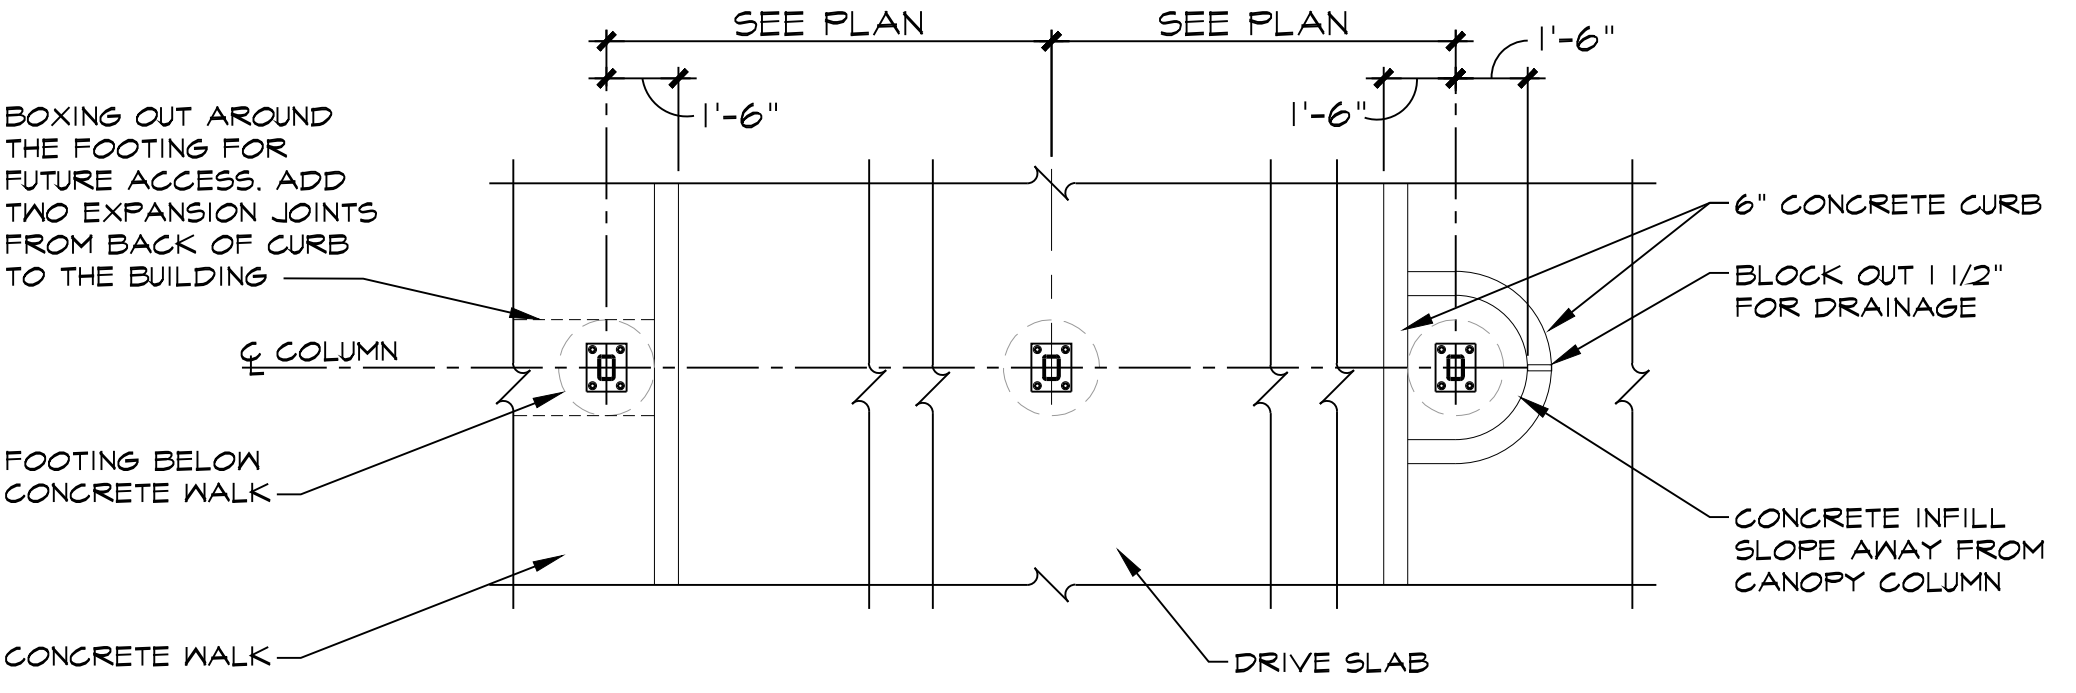 SEE PLAN
SEE PLAN
1'-6"
1'-6"
1'-6"
BOXING OUT AROUND
THE FOOTING FOR
FUTURE ACCESS. ADD
TWO EXPANSION JOINTS
FROM BACK OF CURB
TO THE BUILDING
6" CONCRETE CURB
BLOCK OUT 1 1/2"
FOR DRAINAGE
℄ COLUMN
FOOTING BELOW
CONCRETE WALK
CONCRETE INFILL
SLOPE AWAY FROM
CANOPY COLUMN
CONCRETE WALK
DRIVE SLAB